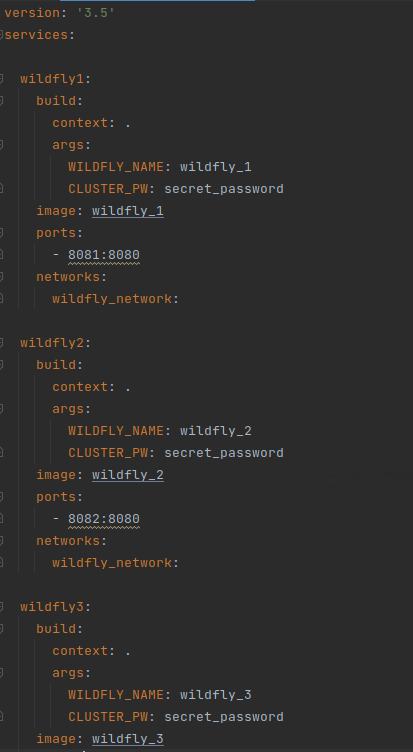 version: '3.5'
services:
  wildfly1:
    build:
      context: .
      args:
        WILDFLY_NAME: wildfly_1
        CLUSTER_PW: secret_password
    image: wildfly_1
    ports:
      - 8081:8080
    networks:
      wildfly_network:
  wildfly2:
    build:
      context: .
      args:
        WILDFLY_NAME: wildfly_2
        CLUSTER_PW: secret_password
    image: wildfly_2
    ports:
      - 8082:8080
    networks:
      wildfly_network:
  wildfly3:
    build:
      context: .
      args:
        WILDFLY_NAME: wildfly_3
        CLUSTER_PW: secret_password
    image: wildfly_3